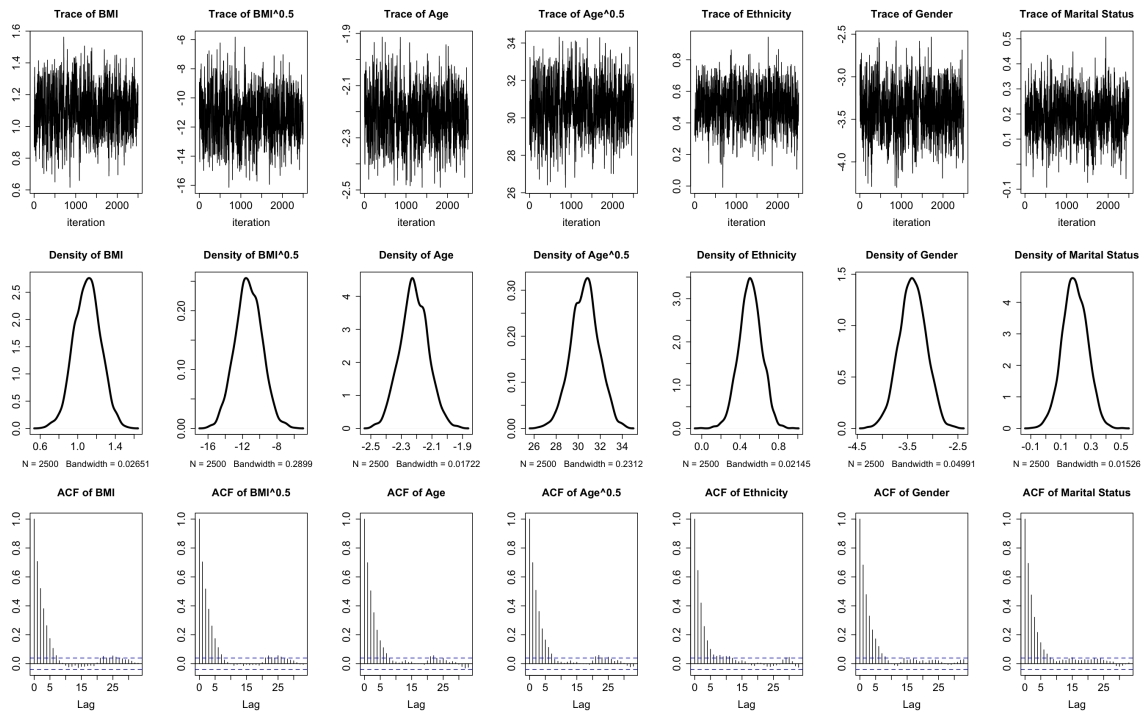 Trace of BMI
1.6
1.4
1.2
1.0
0.8
0.6
0 1000 2000
iteration
Trace of BMI^0.5
-6
-8
-10
-12
-14
-16
0 1000 2000
iteration
Trace of Age
-1.9
-2.1
-2.3
-2.5
0 1000 2000
iteration
Trace of Age^0.5
34
32
30
28
26
0 1000 2000
iteration
Trace of Ethnicity
0.8
0.6
0.4
0.2
0.0
0 1000 2000
iteration
Trace of Gender
-2.5
-3.0
-3.5
-4.0
0 1000 2000
iteration
Trace of Marital Status
0.5
0.4
0.3
0.2
0.1
-0.1
0 1000 2000
iteration
Density of BMI
2.5
2.0
1.5
1.0
0.5
0.0
0.6 1.0 1.4
N = 2500 Bandwidth = 0.02651
Density of BMI^0.5
0.20
0.10
0.00
-16 -12 -8
N = 2500 Bandwidth = 0.2899
Density of Age
4
3
2
1
0
-2.5 -2.3 -2.1 -1.9
N = 2500 Bandwidth = 0.01722
Density of Age^0.5
0.30
0.20
0.10
0.00
26 28 30 34
N = 2500 Bandwidth = 0.2312
Density of Ethnicity
3.0
2.0
1.0
0.0
0.0 0.4 0.8
N = 2500 Bandwidth = 0.02145
Density of Gender
1.5
1.0
0.5
0.0
-4.5 -3.5 -2.5
N = 2500 Bandwidth = 0.04991
Density of Marital Status
4
3
2
1
0
-0.1 0.1 0.3 0.5
N = 2500 Bandwidth = 0.01526
ACF of BMI
1.0
0.8
0.6
0.4
0.2
0.0
0 5 15 25
Lag
ACF of BMI^0.5
1.0
0.8
0.6
0.4
0.2
0.0
0 5 15 25
Lag
ACF of Age
1.0
0.8
0.6
0.4
0.2
0.0
0 5 15 25
Lag
ACF of Age^0.5
1.0
0.8
0.6
0.4
0.2
0.0
0 5 15 25
Lag
ACF of Ethnicity
1.0
0.8
0.6
0.4
0.2
0.0
0 5 15 25
Lag
ACF of Gender
1.0
0.8
0.6
0.4
0.2
0.0
0 5 15 25
Lag
ACF of Marital Status
1.0
0.8
0.6
0.4
0.2
0.0
0 5 15 25
Lag